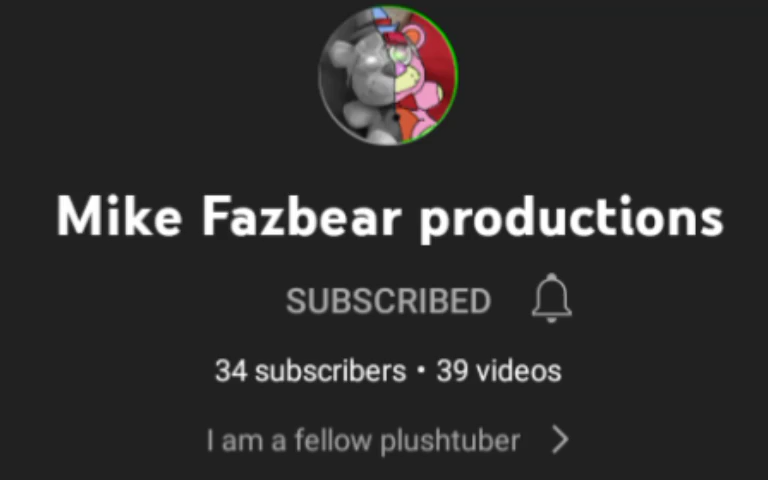 Mike Fazbear productions
SUBSCRIBED
34 subscribers • 39 videos
I am a fellow plushtuber